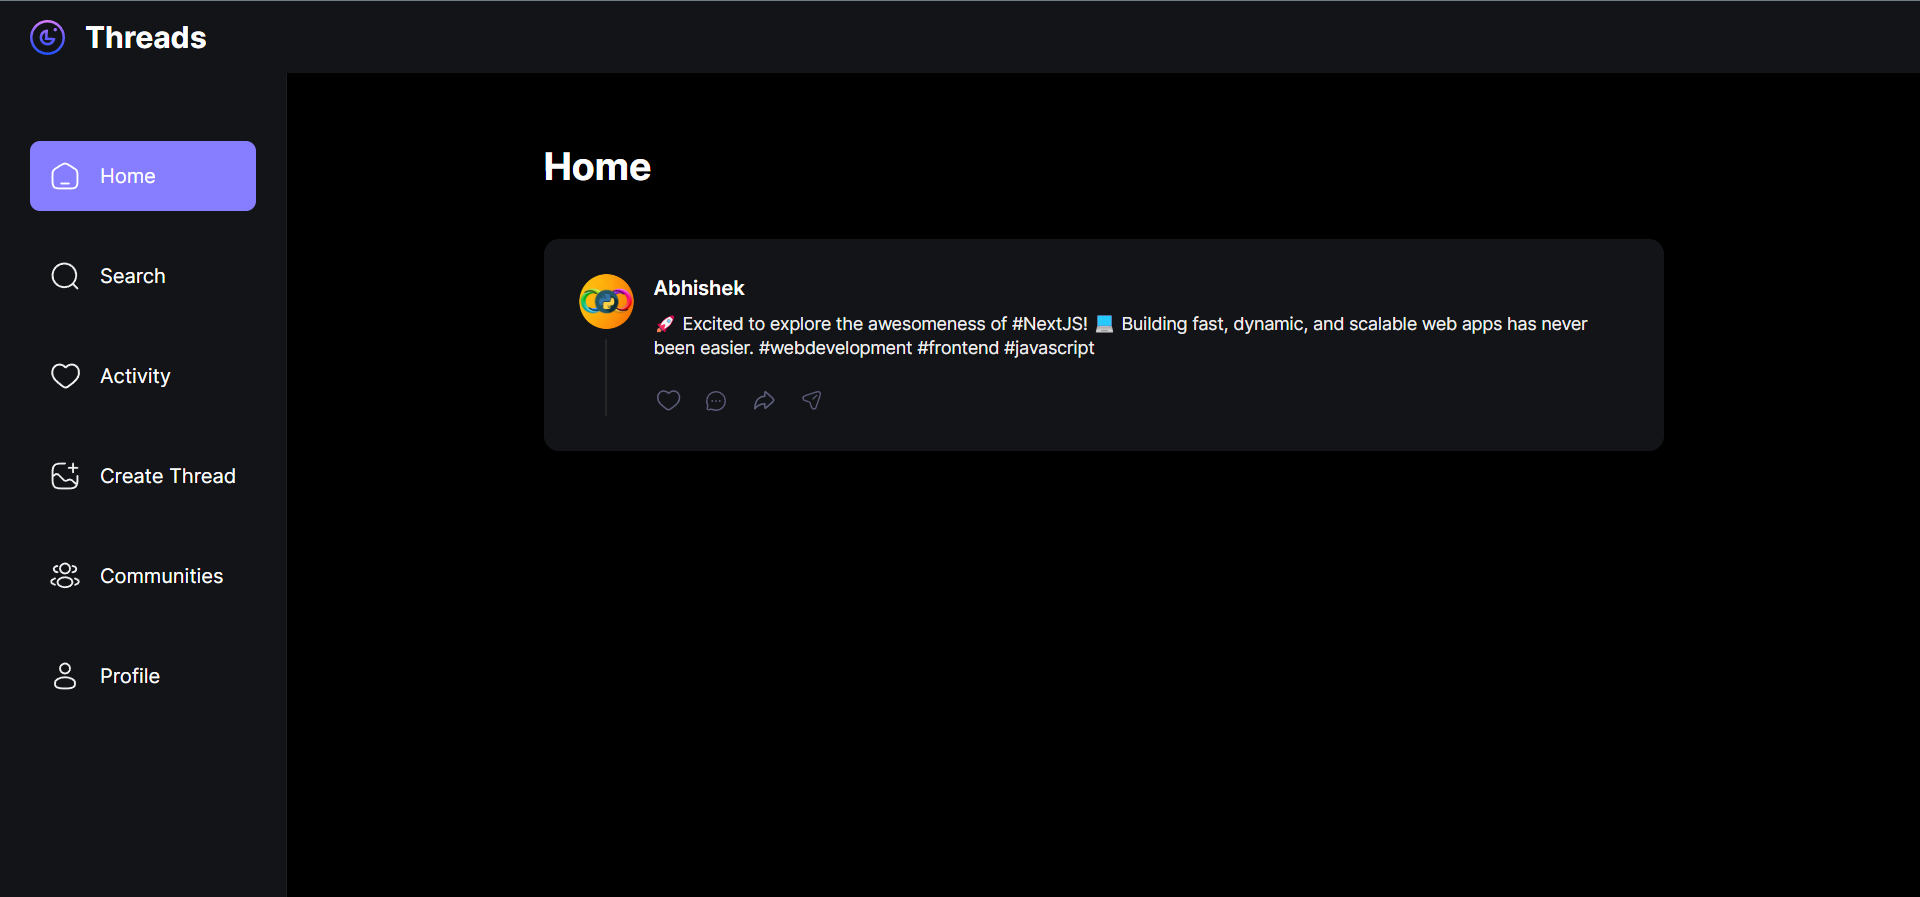 Threads
Home
Search
Activity
Create Thread
Communities
Profile
Home
Abhishek
🚀 Excited to explore the awesomeness of #NextJS! 💻 Building fast, dynamic, and scalable web apps has never
been easier. #webdevelopment #frontend #javascript